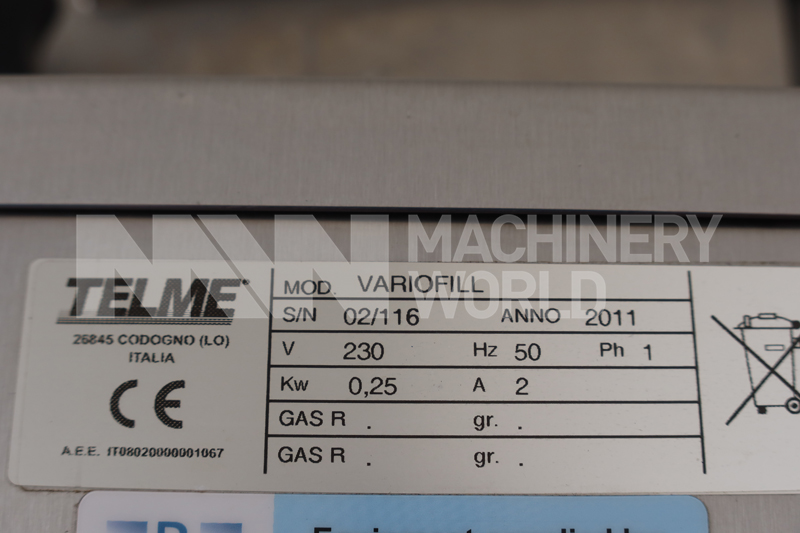 MACHINERY
WORLD
TELME
26845 CODOGNO (LO)
ITALIA
CE
A.E.E. IT08020000001067
MOD. VARIOFILL
S/N 02/116 ANNO 2011
V 230 Hz 50 Ph 1
Kw 0,25 A 2
GAS R . gr. .
GAS R . gr. .